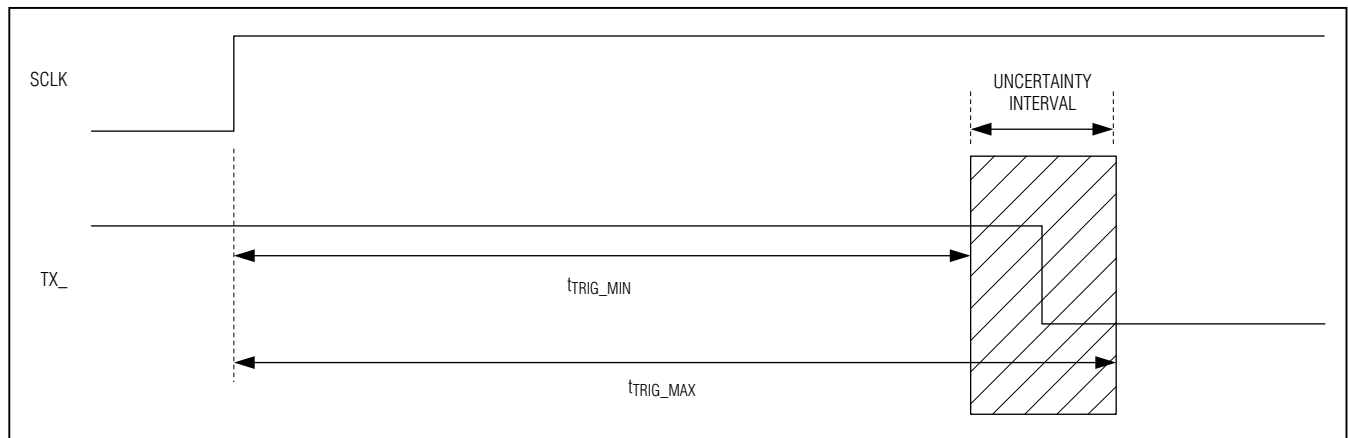 SCLK
UNCERTAINTY
INTERVAL
TX_
tTRIG_MIN
tTRIG_MAX